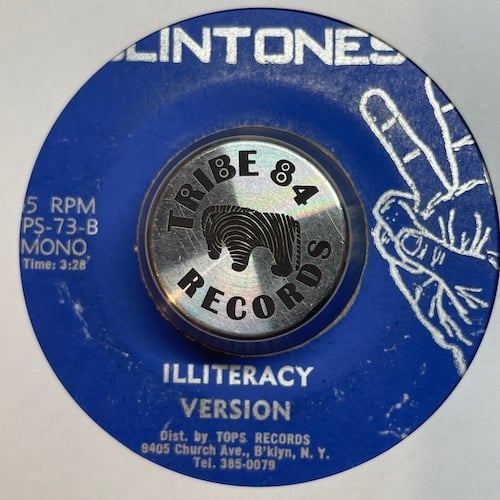 LINTONES
TRIBE 84
RECORDS
5 RPM
PS-73-B
MONO
Time: 3:28
ILLITERACY
VERSION
Dist. by TOPS RECORDS
9405 Church Ave., B'klyn, N. Y.
Tel. 385-0079